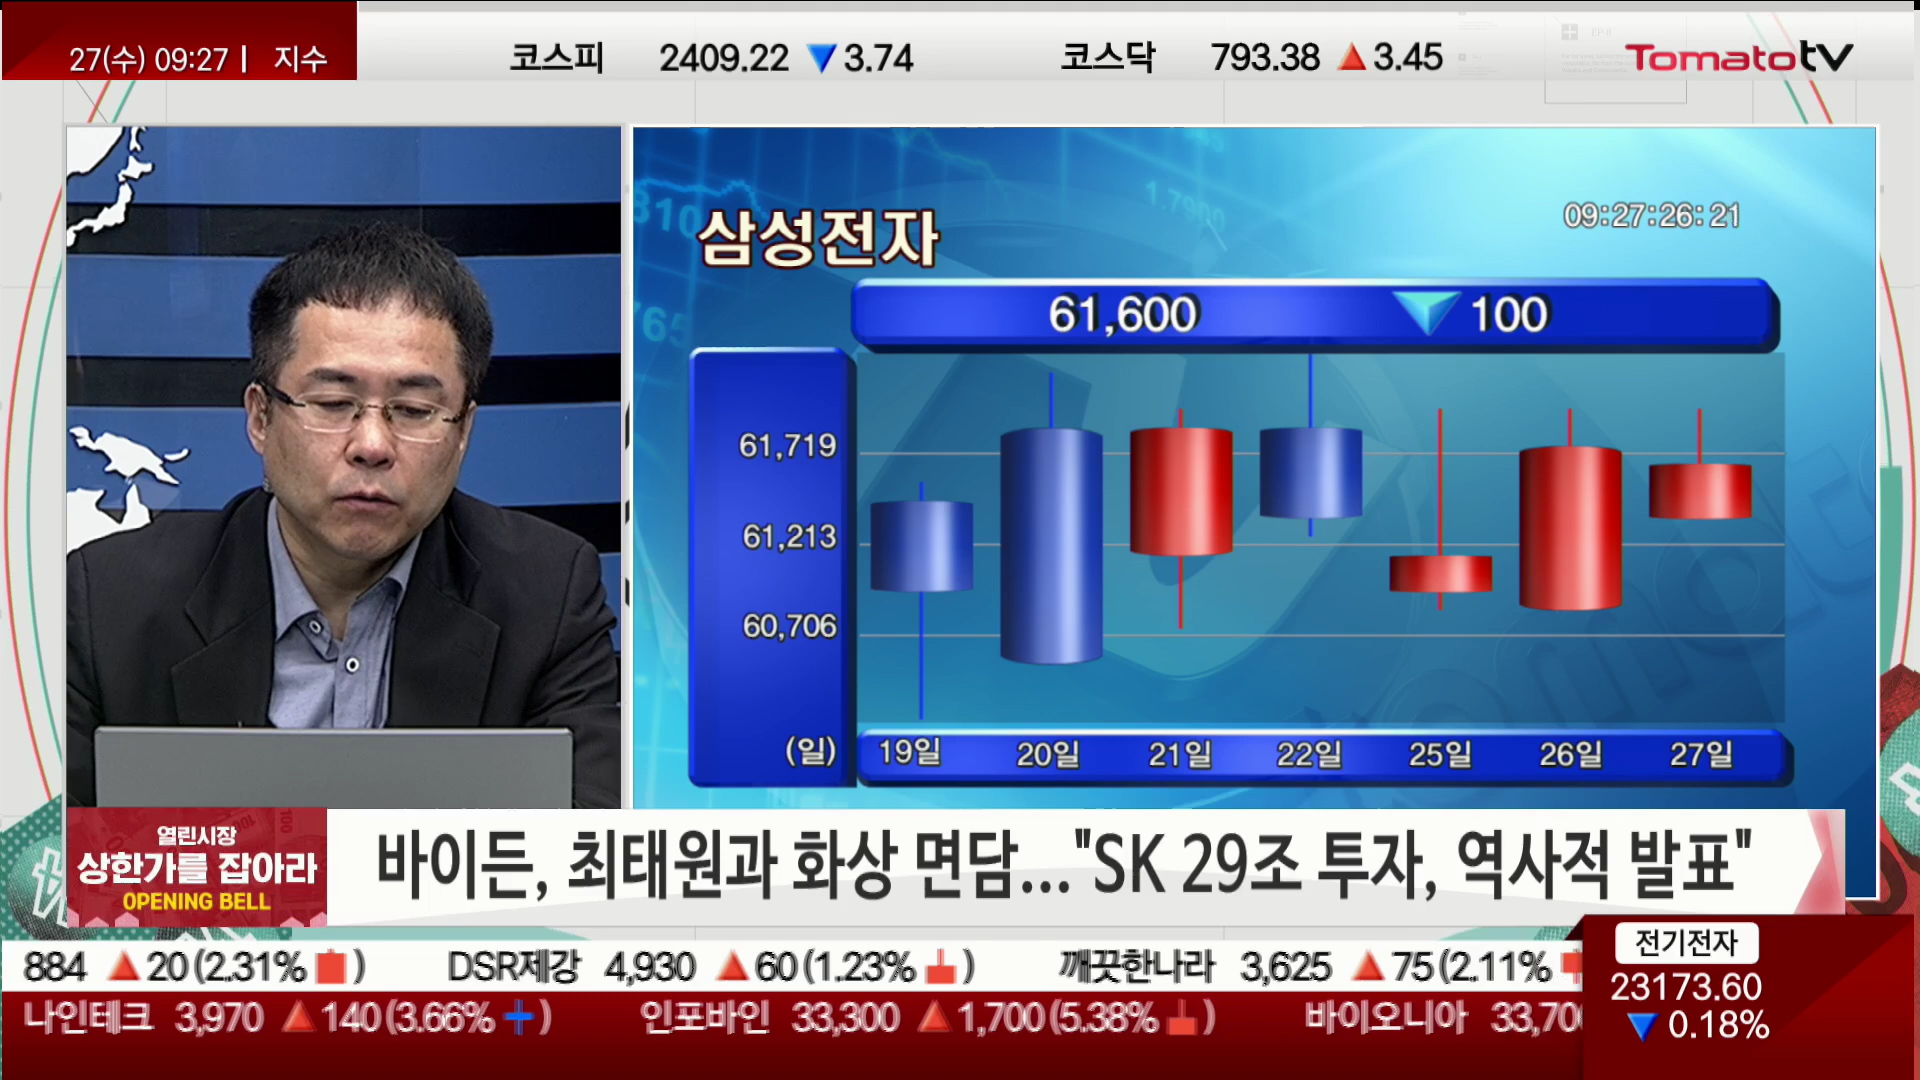 27(수) 09:27 | 지수 코스피 2409.22 ▼ 3.74 코스닥 793.38 ▲ 3.45 Tomatotv
삼성전자
09:27:26:21
61,600 ▼ 100
61,719
61,213
60,706
(일) 19일 20일 21일 22일 25일 26일 27일
열린시장
상한가를 잡아라
OPENING BELL
바이든, 최태원과 화상 면담..."SK 29조 투자, 역사적 발표"
884 ▲ 20(2.31% ) DSR제강 4,930 ▲ 60(1.23% ) 깨끗한나라 3,625 ▲ 75(2.11%
나인테크 3,970 ▲ 140(3.66% ) 인포바인 33,300 ▲ 1,700(5.38% ) 바이오니아
전기전자
23173.60
▼ 0.18%